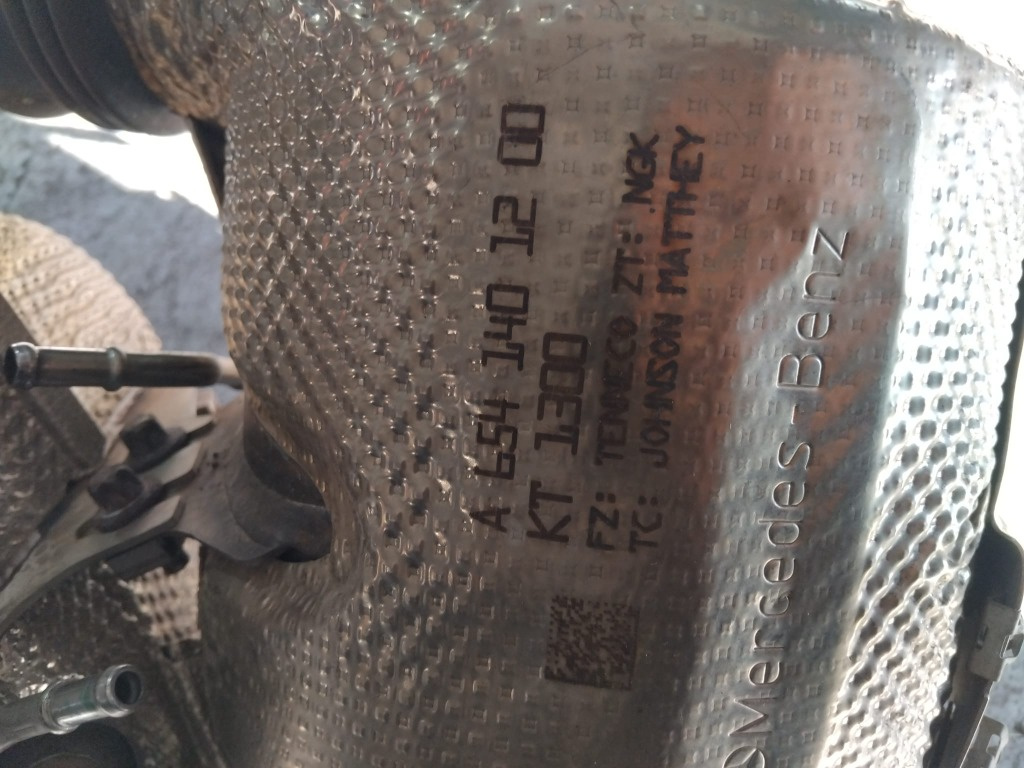 A 654 140 12 00
KT 1300
FZ: TENNECO ZT: NGK
TC: JOHNSON MATTHEY
Mercedes-Benz